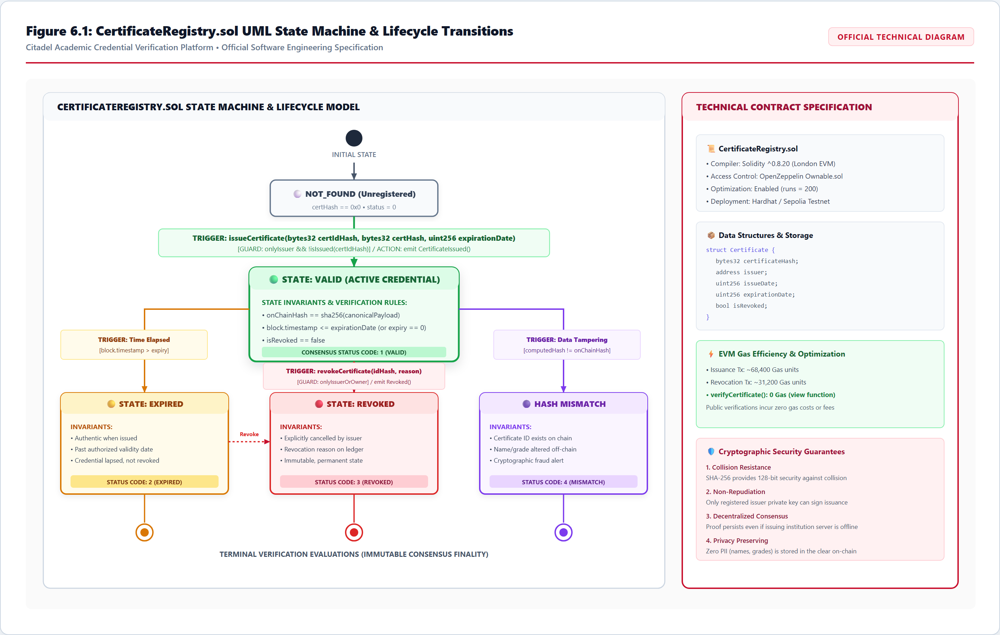 Figure 6.1: CertificateRegistry.sol UML State Machine & Lifecycle Transitions
Citadel Academic Credential Verification Platform • Official Software Engineering Specification
OFFICIAL TECHNICAL DIAGRAM
CERTIFICATEREGISTRY.SOL STATE MACHINE & LIFECYCLE MODEL
INITIAL STATE
NOT_FOUND (Unregistered)
certHash == 0x0 • status = 0
TRIGGER: issueCertificate(bytes32 certIdHash, bytes32 certHash, uint256 expirationDate)
[GUARD: onlyIssuer && !isIssued(certIdHash)] / ACTION: emit CertificateIssued()
STATE: VALID (ACTIVE CREDENTIAL)
STATE INVARIANTS & VERIFICATION RULES:
• onChainHash == sha256(canonicalPayload)
• block.timestamp <= expirationDate (or expiry == 0)
• isRevoked == false
CONSENSUS STATUS CODE: 1 (VALID)
TRIGGER: Time Elapsed
[block.timestamp > expiry]
TRIGGER: revokeCertificate(idHash, reason)
[GUARD: onlyIssuerOrOwner] / emit Revoked()
TRIGGER: Data Tampering
[computedHash != onChainHash]
STATE: EXPIRED
INVARIANTS:
• Authentic when issued
• Past authorized validity date
• Credential lapsed, not revoked
STATUS CODE: 2 (EXPIRED)
Revoke
STATE: REVOKED
INVARIANTS:
• Explicitly cancelled by issuer
• Revocation reason on ledger
• Immutable, permanent state
STATUS CODE: 3 (REVOKED)
HASH MISMATCH
INVARIANTS:
• Certificate ID exists on chain
• Name/grade altered off-chain
• Cryptographic fraud alert
STATUS CODE: 4 (MISMATCH)
TERMINAL VERIFICATION EVALUATIONS (IMMUTABLE CONSENSUS FINALITY)
TECHNICAL CONTRACT SPECIFICATION
CertificateRegistry.sol
• Compiler: Solidity ^0.8.20 (London EVM)
• Access Control: OpenZeppelin Ownable.sol
• Optimization: Enabled (runs = 200)
• Deployment: Hardhat / Sepolia Testnet
Data Structures & Storage
struct Certificate {
bytes32 certificateHash;
address issuer;
uint256 issueDate;
uint256 expirationDate;
bool isRevoked;
}
EVM Gas Efficiency & Optimization
• Issuance Tx: ~68,400 Gas units
• Revocation Tx: ~31,200 Gas units
• verifyCertificate(): 0 Gas (view function)
Public verifications incur zero gas costs or fees
Cryptographic Security Guarantees
1. Collision Resistance
SHA-256 provides 128-bit security against collision
2. Non-Repudiation
Only registered issuer private key can sign issuance
3. Decentralized Consensus
Proof persists even if issuing institution server is offline
4. Privacy Preserving
Zero PII (names, grades) is stored in the clear on-chain